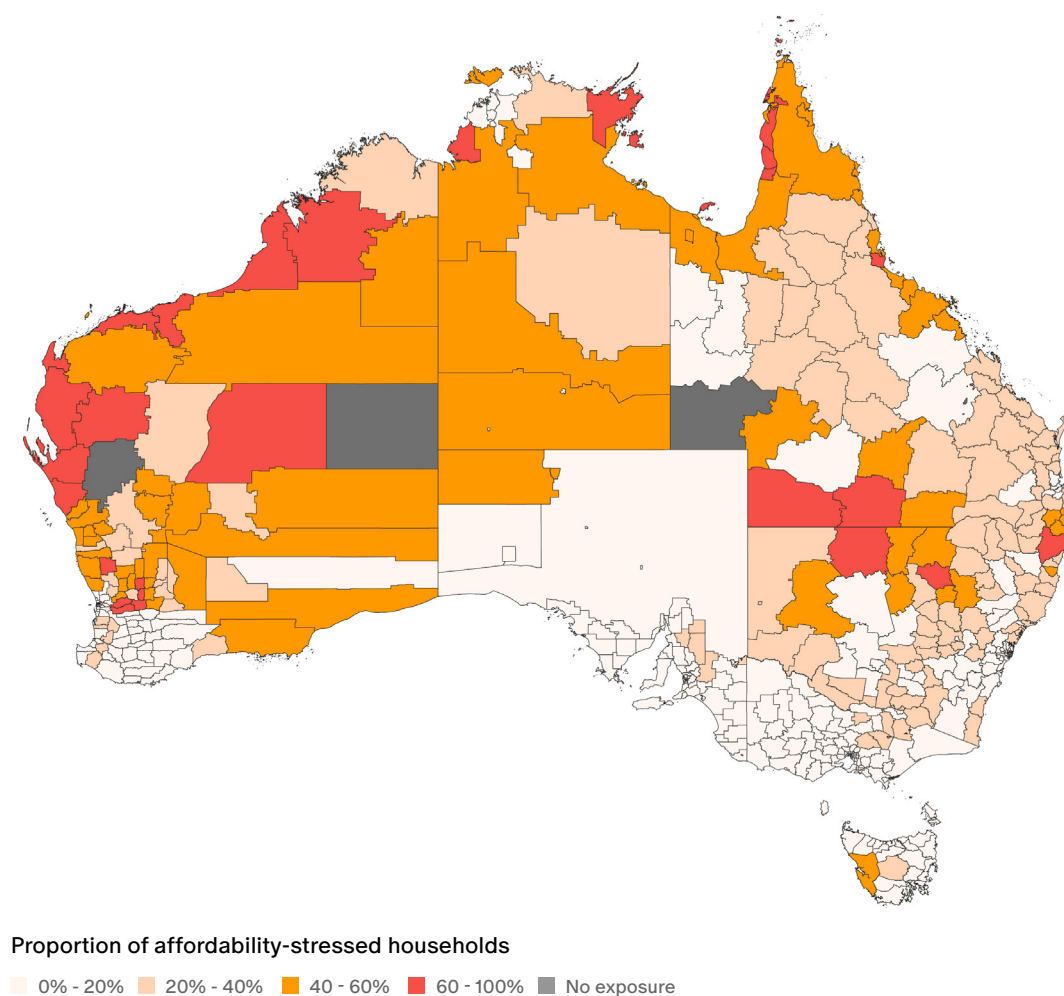 Proportion of affordability-stressed households
0% - 20% 20% - 40% 40 - 60% 60 - 100% No exposure